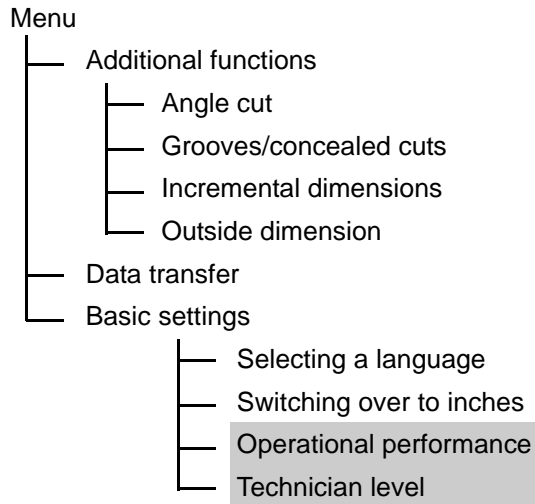 Menu
Additional functions
Angle cut
Grooves/concealed cuts
Incremental dimensions
Outside dimension
Data transfer
Basic settings
Selecting a language
Switching over to inches
Operational performance
Technician level